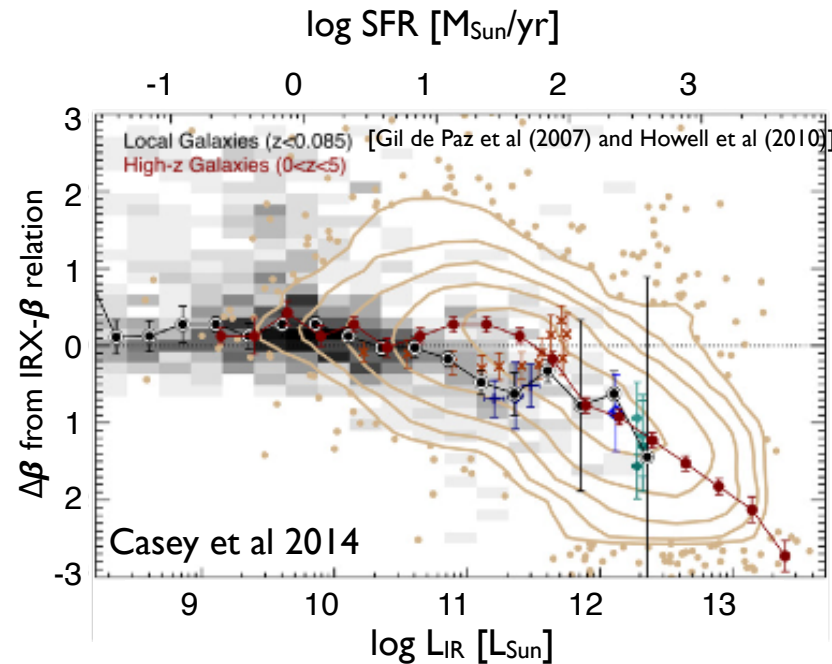 log SFR [MSun/yr]
-1 0 1 2 3
3
Local Galaxies (z<0.085) [Gil de Paz et al (2007) and Howell et al (2010)]
High-z Galaxies (0<z<5)
2
1
0
1
2
-3
Δβ from IRX-β relation
Casey et al 2014
9 10 11 12 13
log LIR [LSun]